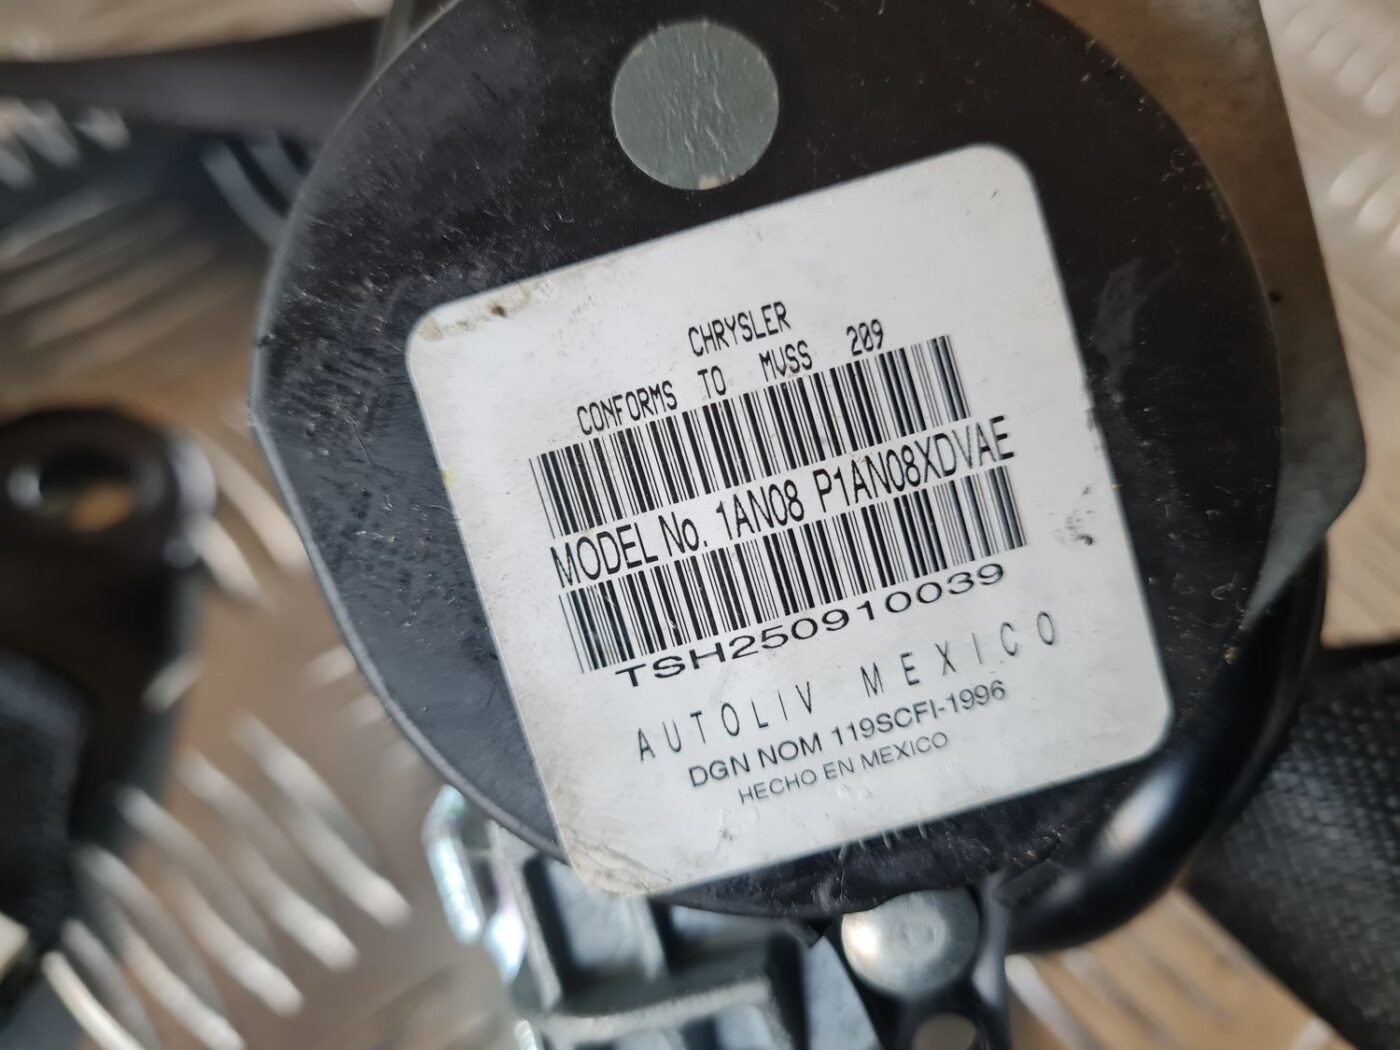 CHRYSLER
CONFORMS TO MVSS 209
MODEL No. 1AN08 P1AN08XDVAE
TSH250910039
AUTOLIV MEXICO
DGN NOM 119SCFI-1996
HECHO EN MEXICO